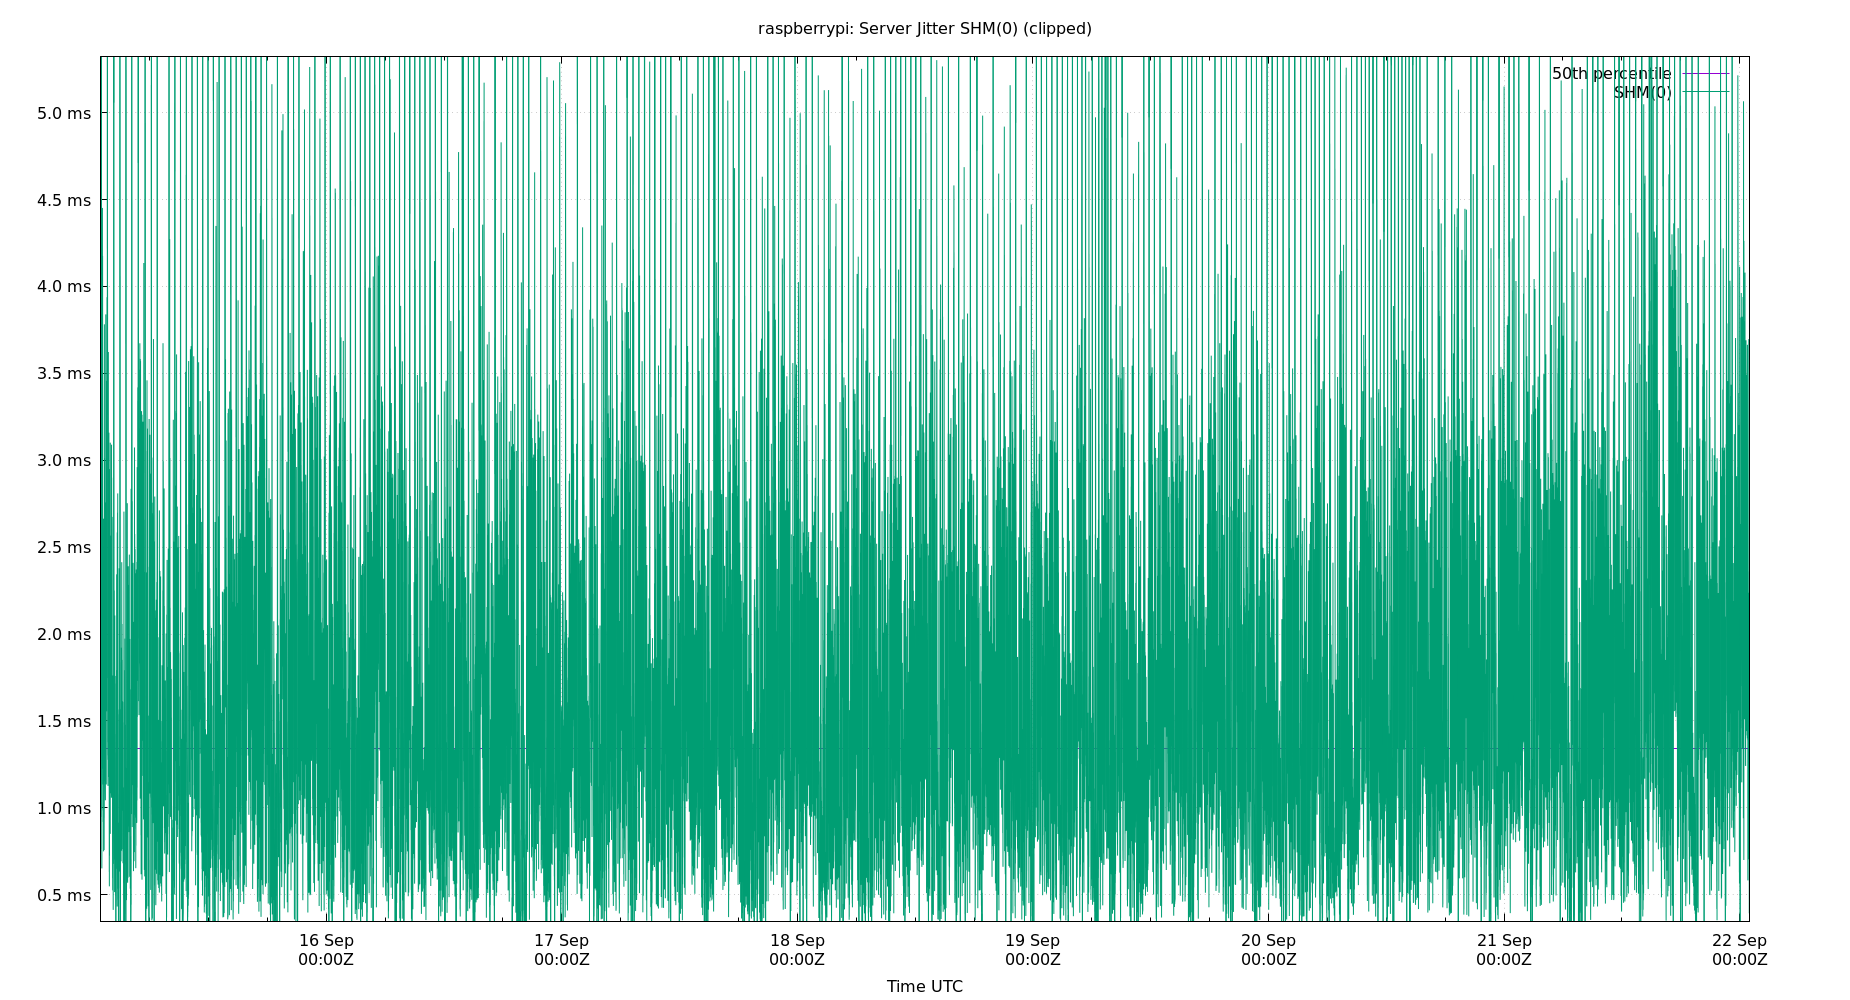 raspberrypi: Server Jitter SHM(0) (clipped)
50th percentile
SHM(0)
5.0 ms
4.5 ms
4.0 ms
3.5 ms
3.0 ms
2.5 ms
2.0 ms
1.5 ms
1.0 ms
0.5 ms
16 Sep 17 Sep 18 Sep 19 Sep 20 Sep 21 Sep 22 Sep
00:00Z 00:00Z 00:00Z 00:00Z 00:00Z 00:00Z 00:00Z
Time UTC